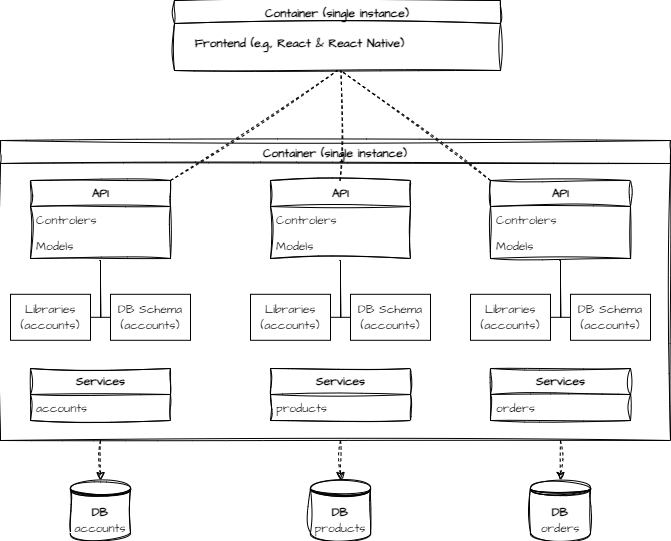 Container (single instance)
Frontend (e.g, React & React Native)
Container (single instance)
API
Controlers
Models
API
Controlers
Models
API
Controlers
Models
Libraries
(accounts)
DB Schema
(accounts)
Libraries
(accounts)
DB Schema
(accounts)
Libraries
(accounts)
DB Schema
(accounts)
Services
accounts
Services
products
Services
orders
DB
accounts
DB
products
DB
orders